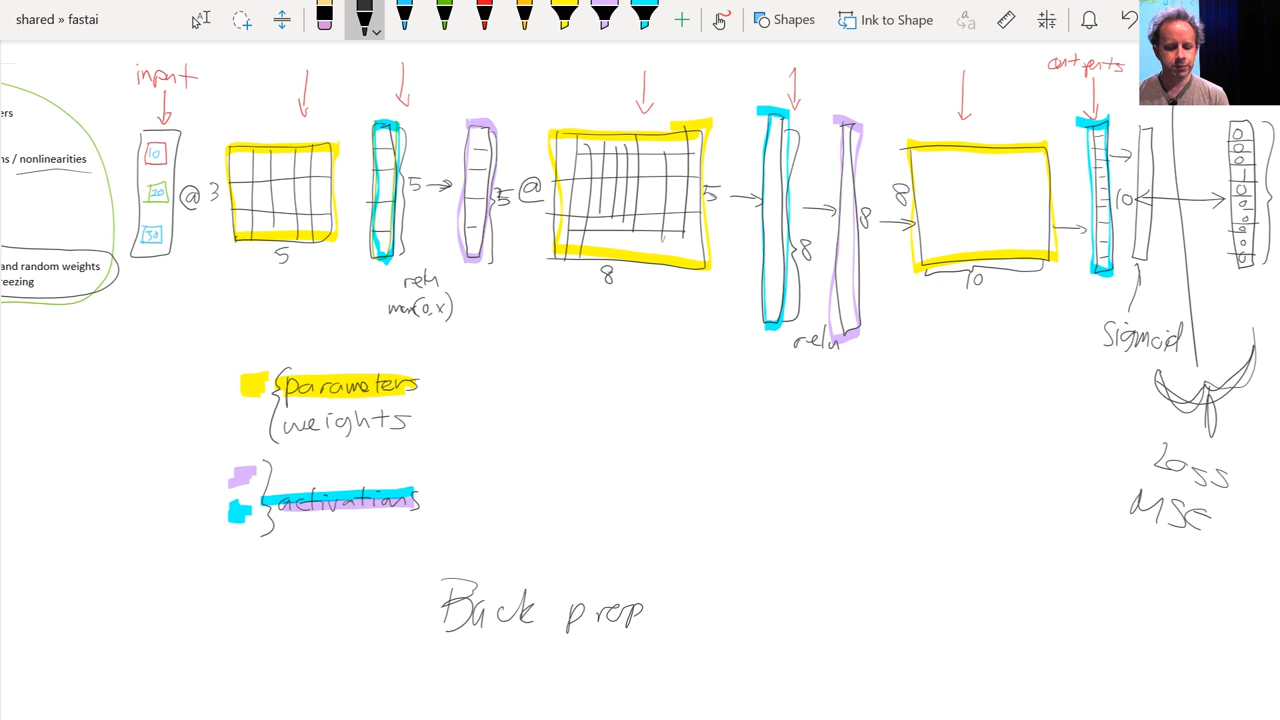 shared » fastai
Shapes
Ink to Shape
input
outputs
ers
ns / nonlinearities
and random weights
reezing
10
20
30
@ 3
5
5
relu
max(0,x)
5
@
5
8
8
relu
8
8
10
10
Sigmoid
Loss
MSE
parameters
weights
activations
Back prop